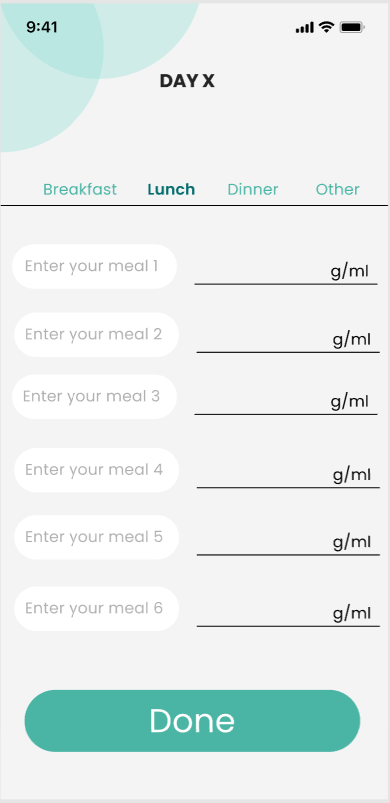 9:41
DAY X
Breakfast Lunch Dinner Other
Enter your meal 1 g/ml
Enter your meal 2 g/ml
Enter your meal 3 g/ml
Enter your meal 4 g/ml
Enter your meal 5 g/ml
Enter your meal 6 g/ml
Done